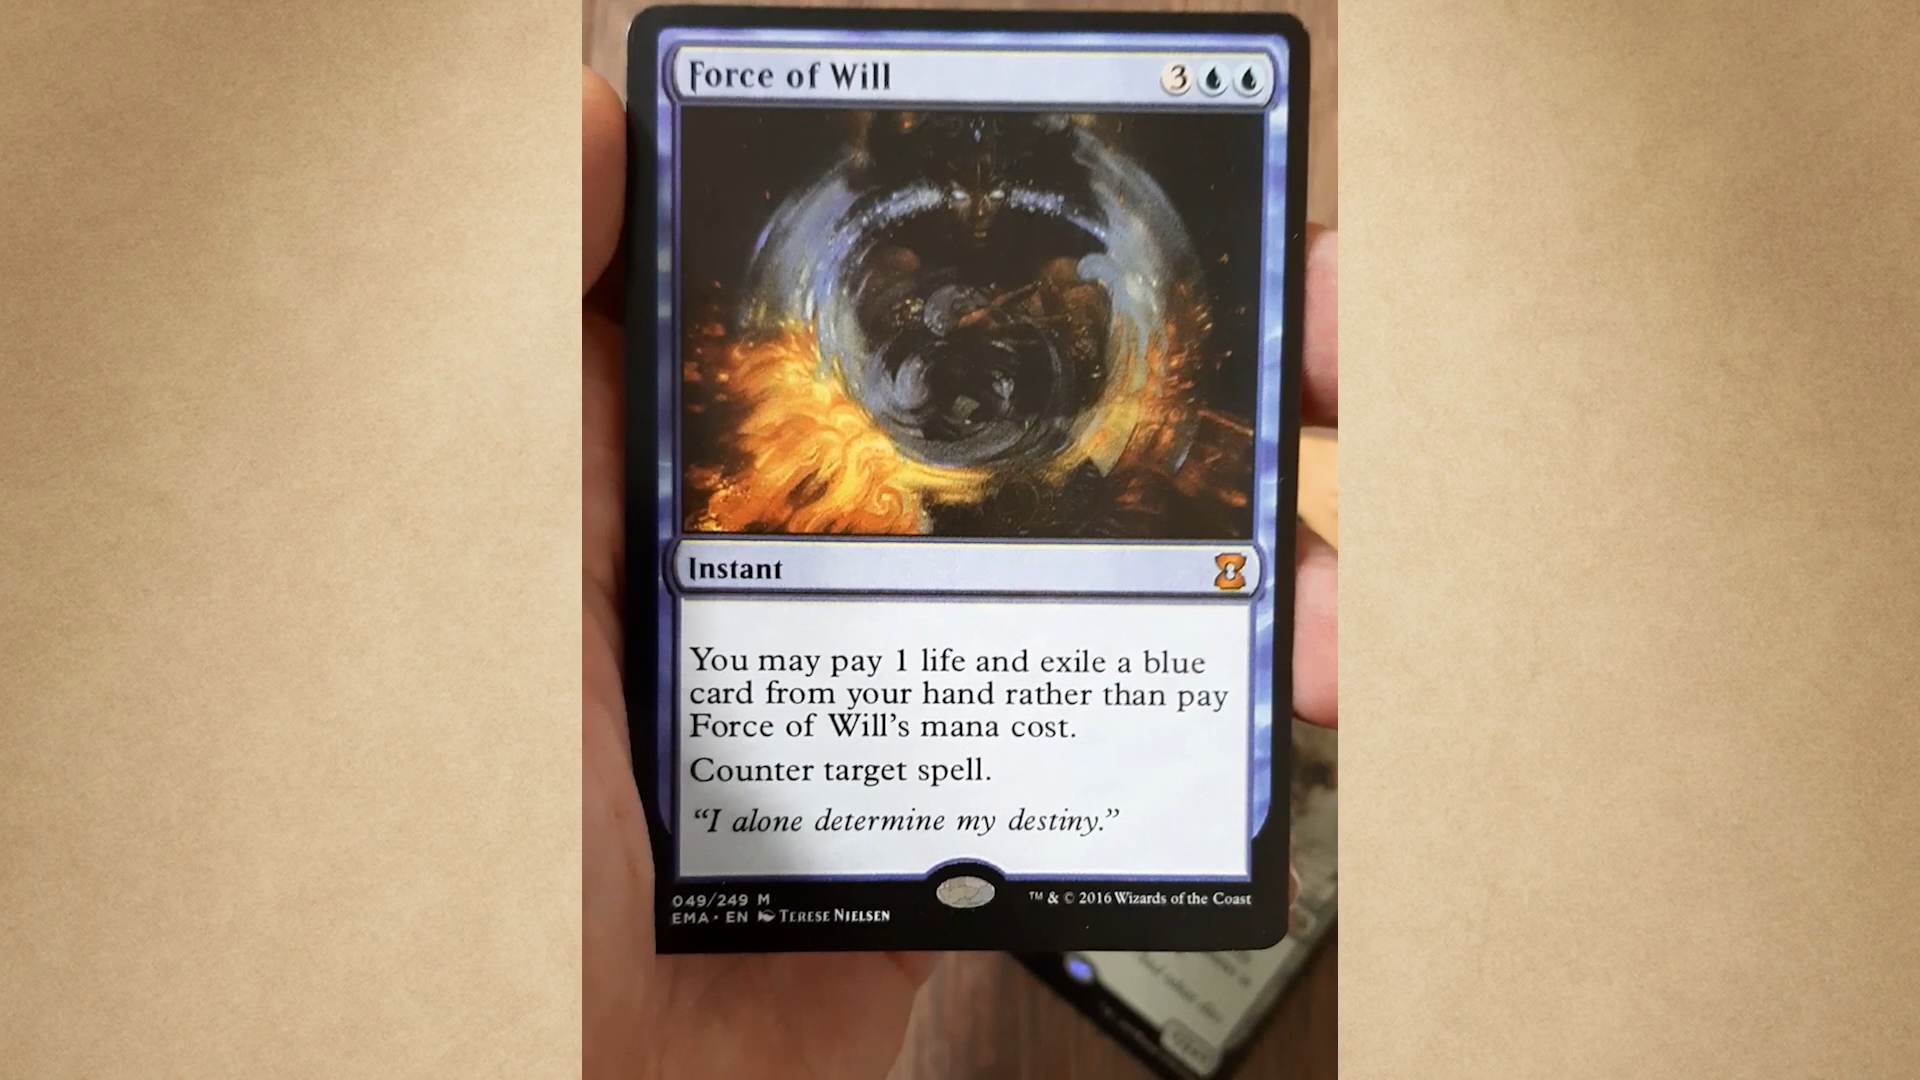 Force of Will 3
Instant
You may pay 1 life and exile a blue
card from your hand rather than pay
Force of Will's mana cost.
Counter target spell.
“I alone determine my destiny.”
049/249 M
EMA • EN TERESE NIELSEN
™ & © 2016 Wizards of the Coast